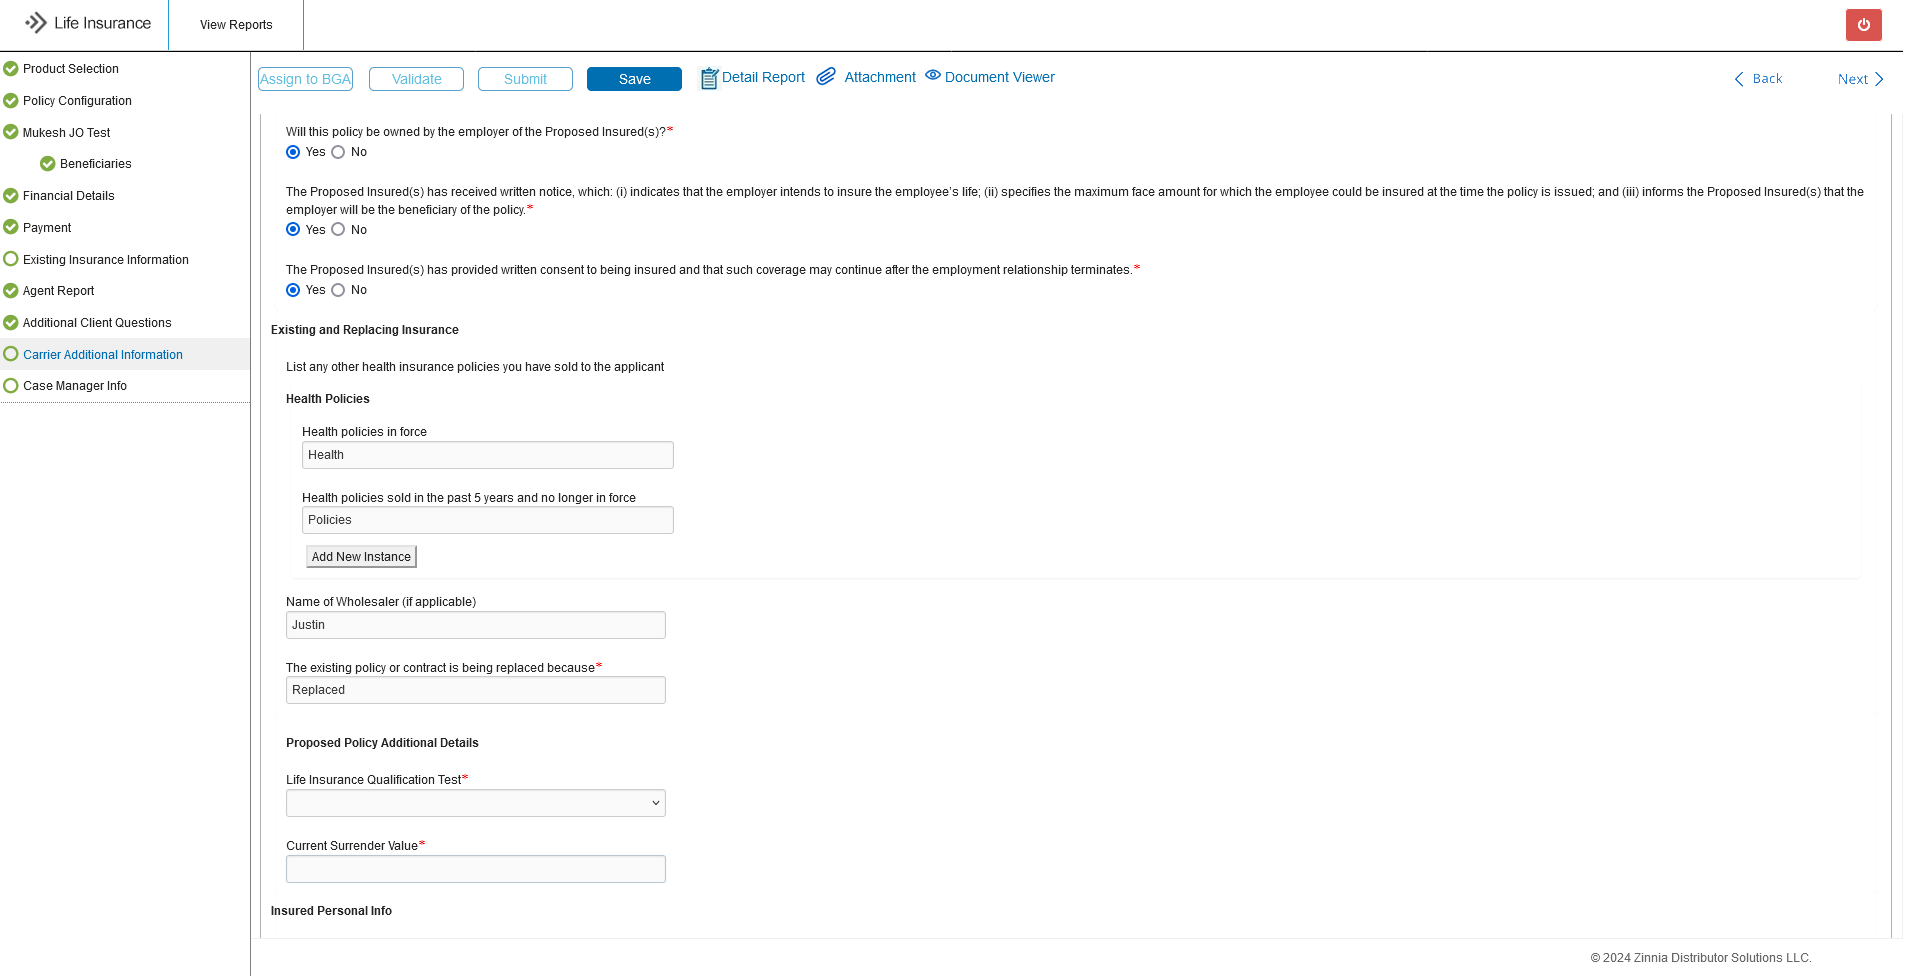 Life Insurance
View Reports
Product Selection
Policy Configuration
Mukesh JO Test
Beneficiaries
Financial Details
Payment
Existing Insurance Information
Agent Report
Additional Client Questions
Carrier Additional Information
Case Manager Info
Assign to BGA
Validate
Submit
Save
Detail Report
Attachment
Document Viewer
Back
Next
Will this policy be owned by the employer of the Proposed Insured(s)?*
Yes No
The Proposed Insured(s) has received written notice, which: (i) indicates that the employer intends to insure the employee's life; (ii) specifies the maximum face amount for which the employee could be insured at the time the policy is issued; and (iii) informs the Proposed Insured(s) that the
employer will be the beneficiary of the policy.*
Yes No
The Proposed Insured(s) has provided written consent to being insured and that such coverage may continue after the employment relationship terminates.*
Yes No
Existing and Replacing Insurance
List any other health insurance policies you have sold to the applicant
Health Policies
Health policies in force
Health
Health policies sold in the past 5 years and no longer in force
Policies
Add New Instance
Name of Wholesaler (if applicable)
Justin
The existing policy or contract is being replaced because*
Replaced
Proposed Policy Additional Details
Life Insurance Qualification Test*
Current Surrender Value*
Insured Personal Info
© 2024 Zinnia Distributor Solutions LLC.